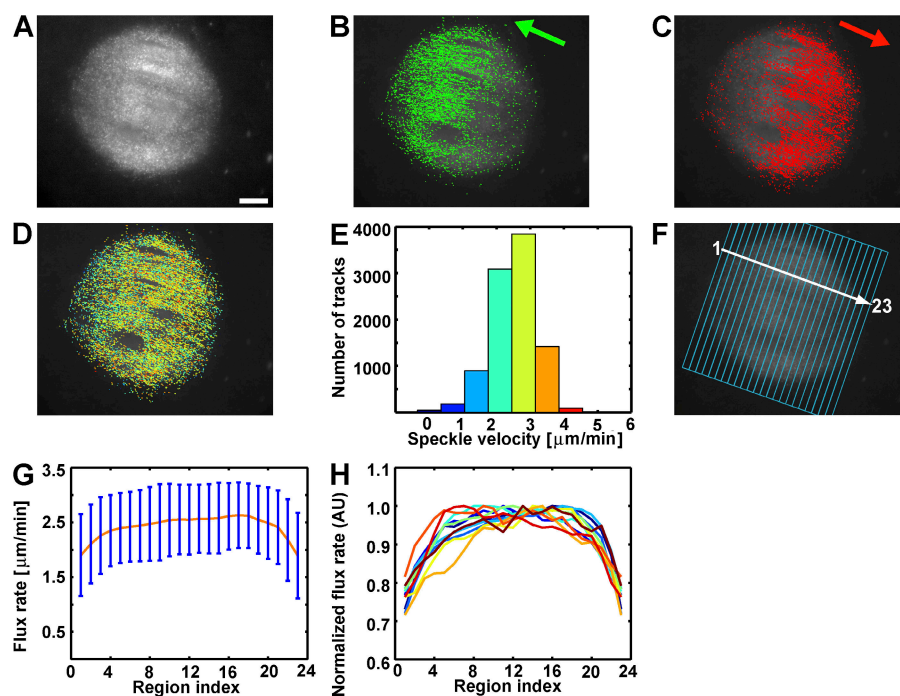 A
B
C
D
E
4000
3000
2000
1000
Number of tracks
0 1 2 3 4 5 6
Speckle velocity [μm/min]
F
1
23
G
3.5
2.5
1.5
.5
Flux rate [μm/min]
0 4 8 12 16 20 24
Region index
H
1.1
1.0
0.9
0.8
0.7
0.6
Normalized flux rate (AU)
0 4 8 12 16 20 24
Region index